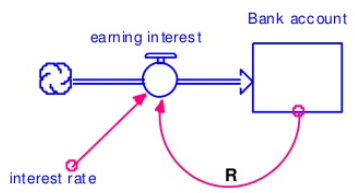 Bank account
earning interest
interest rate
R